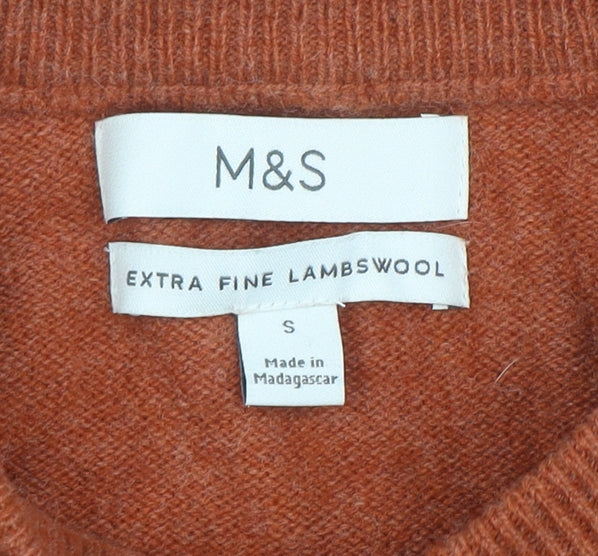 M&S
EXTRA FINE LAMBSWOOL
S
Made in
Madagascar